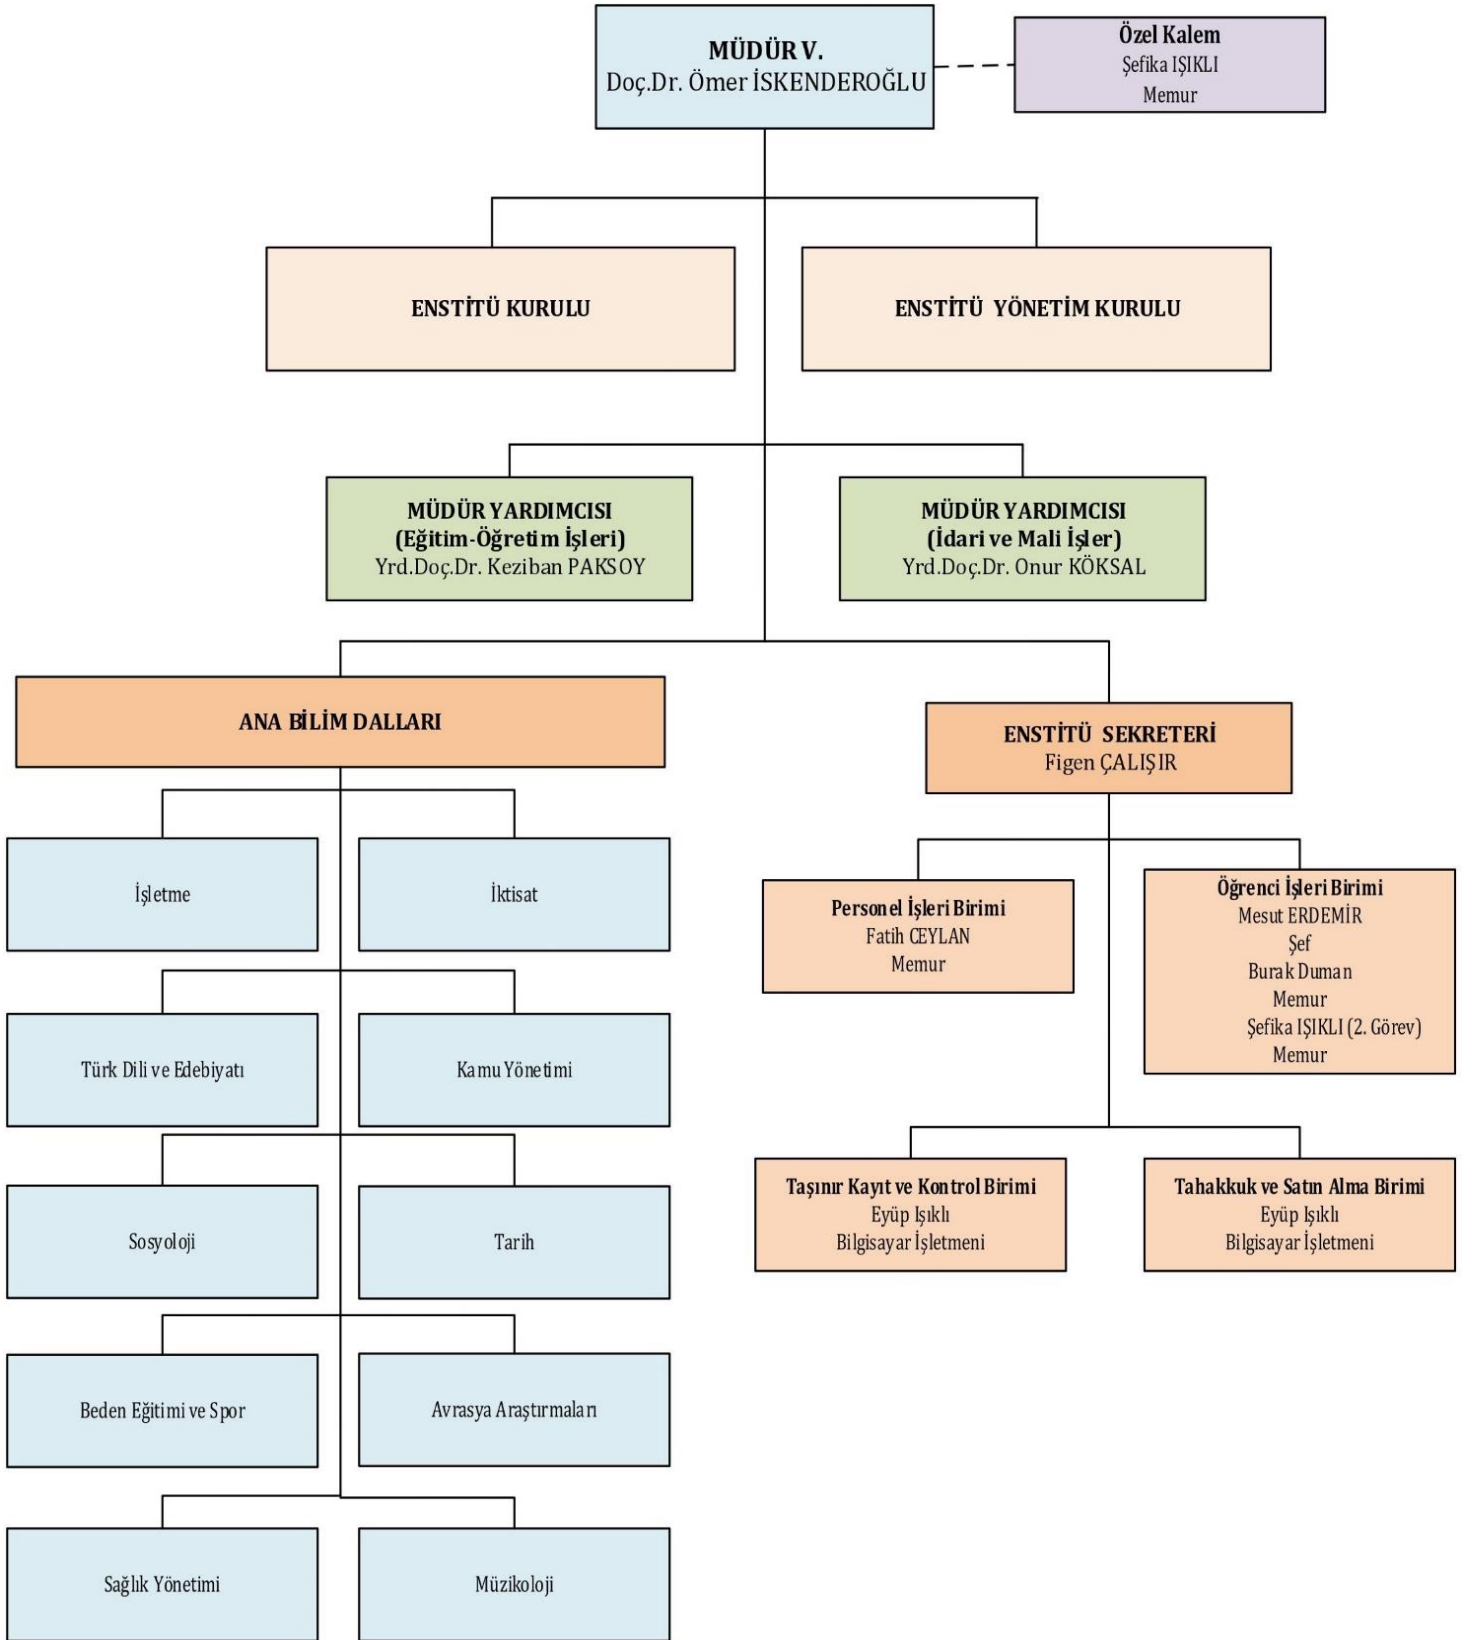 MÜDÜR V.
Doç.Dr. Ömer İSKENDEROĞLU
Özel Kalem
Şefika IŞIKLI
Memur
ENSTİTÜ KURULU
ENSTİTÜ YÖNETİM KURULU
MÜDÜR YARDIMCISI
(Eğitim-Öğretim İşleri)
Yrd.Doç.Dr. Keziban PAKSOY
MÜDÜR YARDIMCISI
(İdari ve Mali İşler)
Yrd.Doç.Dr. Onur KÖKSAL
ANA BİLİM DALLARI
İşletme
İktisat
Türk Dili ve Edebiyatı
Kamu Yönetimi
Sosyoloji
Tarih
Beden Eğitimi ve Spor
Avrasya Araştırmaları
Sağlık Yönetimi
Müzikoloji
ENSTİTÜ SEKRETERİ
Figen ÇALIŞIR
Personel İşleri Birimi
Fatih CEYLAN
Memur
Öğrenci İşleri Birimi
Mesut ERDEMİR
Şef
Burak Duman
Memur
Şefika IŞIKLI (2. Görev)
Memur
Taşınır Kayıt ve Kontrol Birimi
Eyüp Işıklı
Bilgisayar İşletmeni
Tahakkuk ve Satın Alma Birimi
Eyüp Işıklı
Bilgisayar İşletmeni